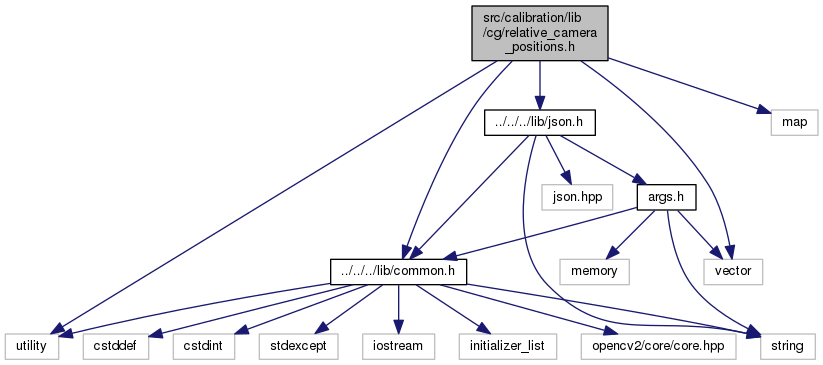 src/calibration/lib
/cg/relative_camera
_positions.h
../../../lib/json.h
map
json.hpp
args.h
../../../lib/common.h
memory
vector
utility
cstddef
cstdint
stdexcept
iostream
initializer_list
opencv2/core/core.hpp
string